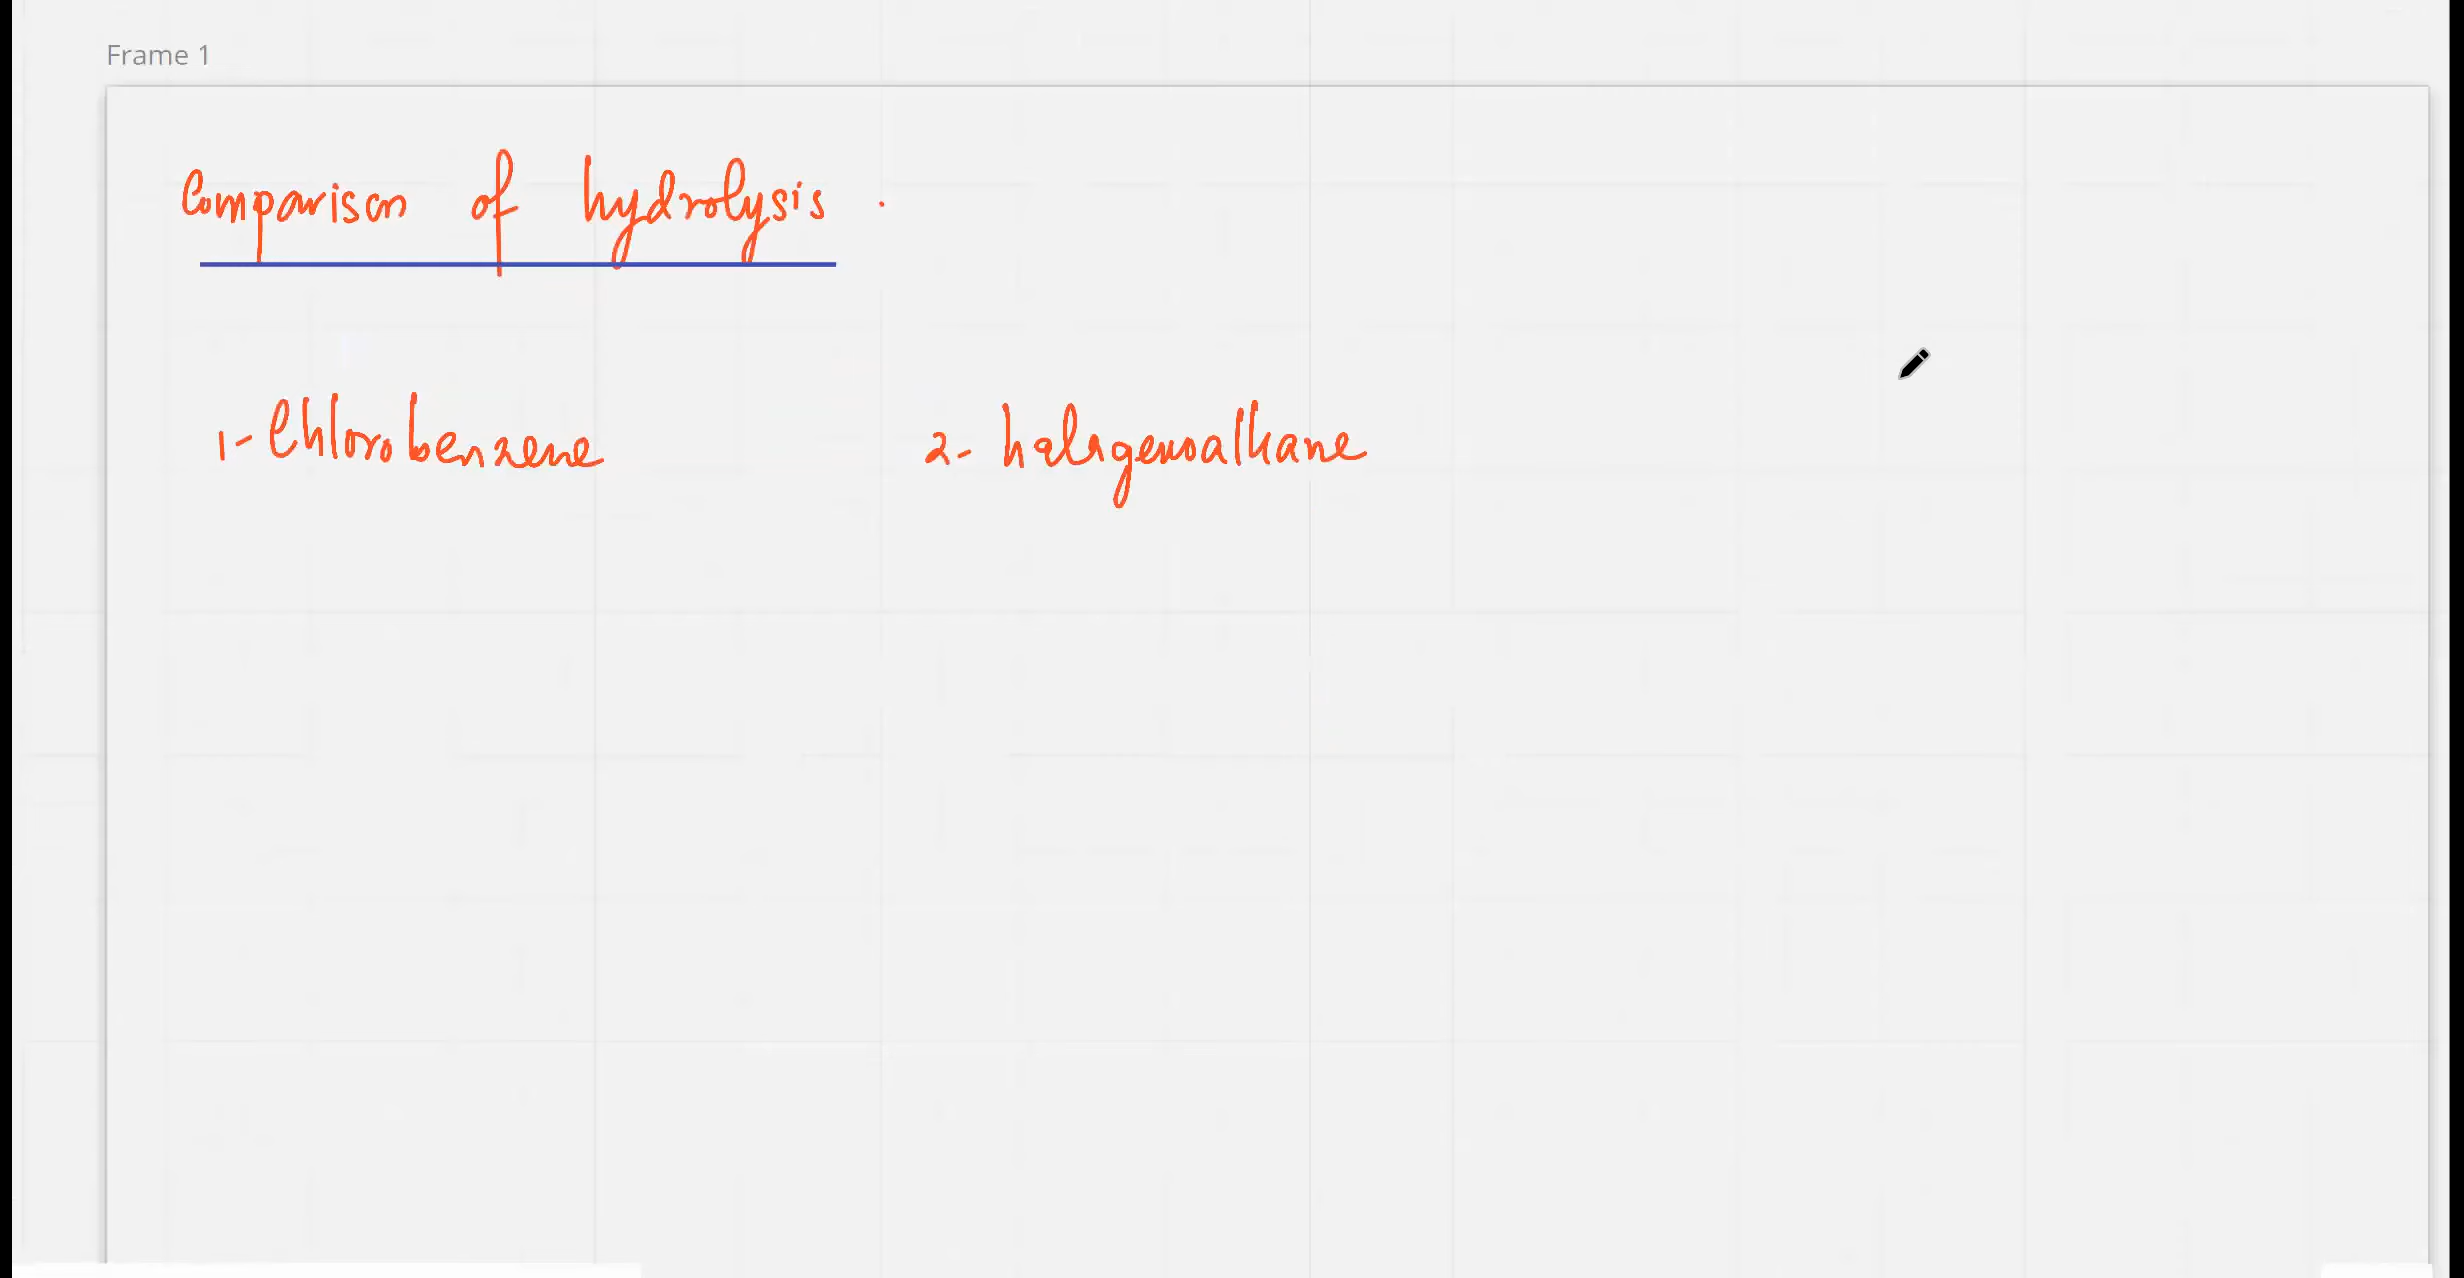 Frame 1
Comparison of hydrolysis.
1- Chlorobenzene
2- halogenoalkane